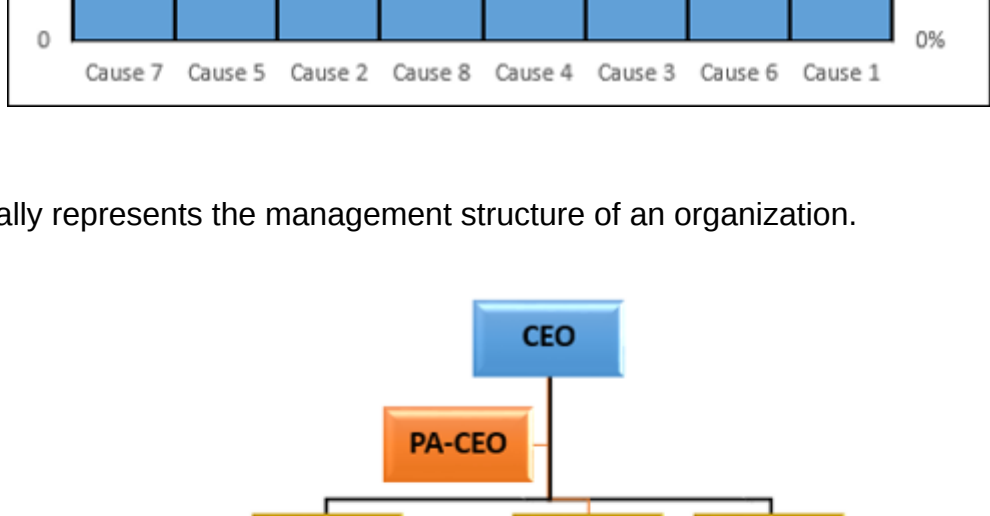 0 0%
Cause 7 Cause 5 Cause 2 Cause 8 Cause 4 Cause 3 Cause 6 Cause 1
ally represents the management structure of an organization.
CEO
PA-CEO